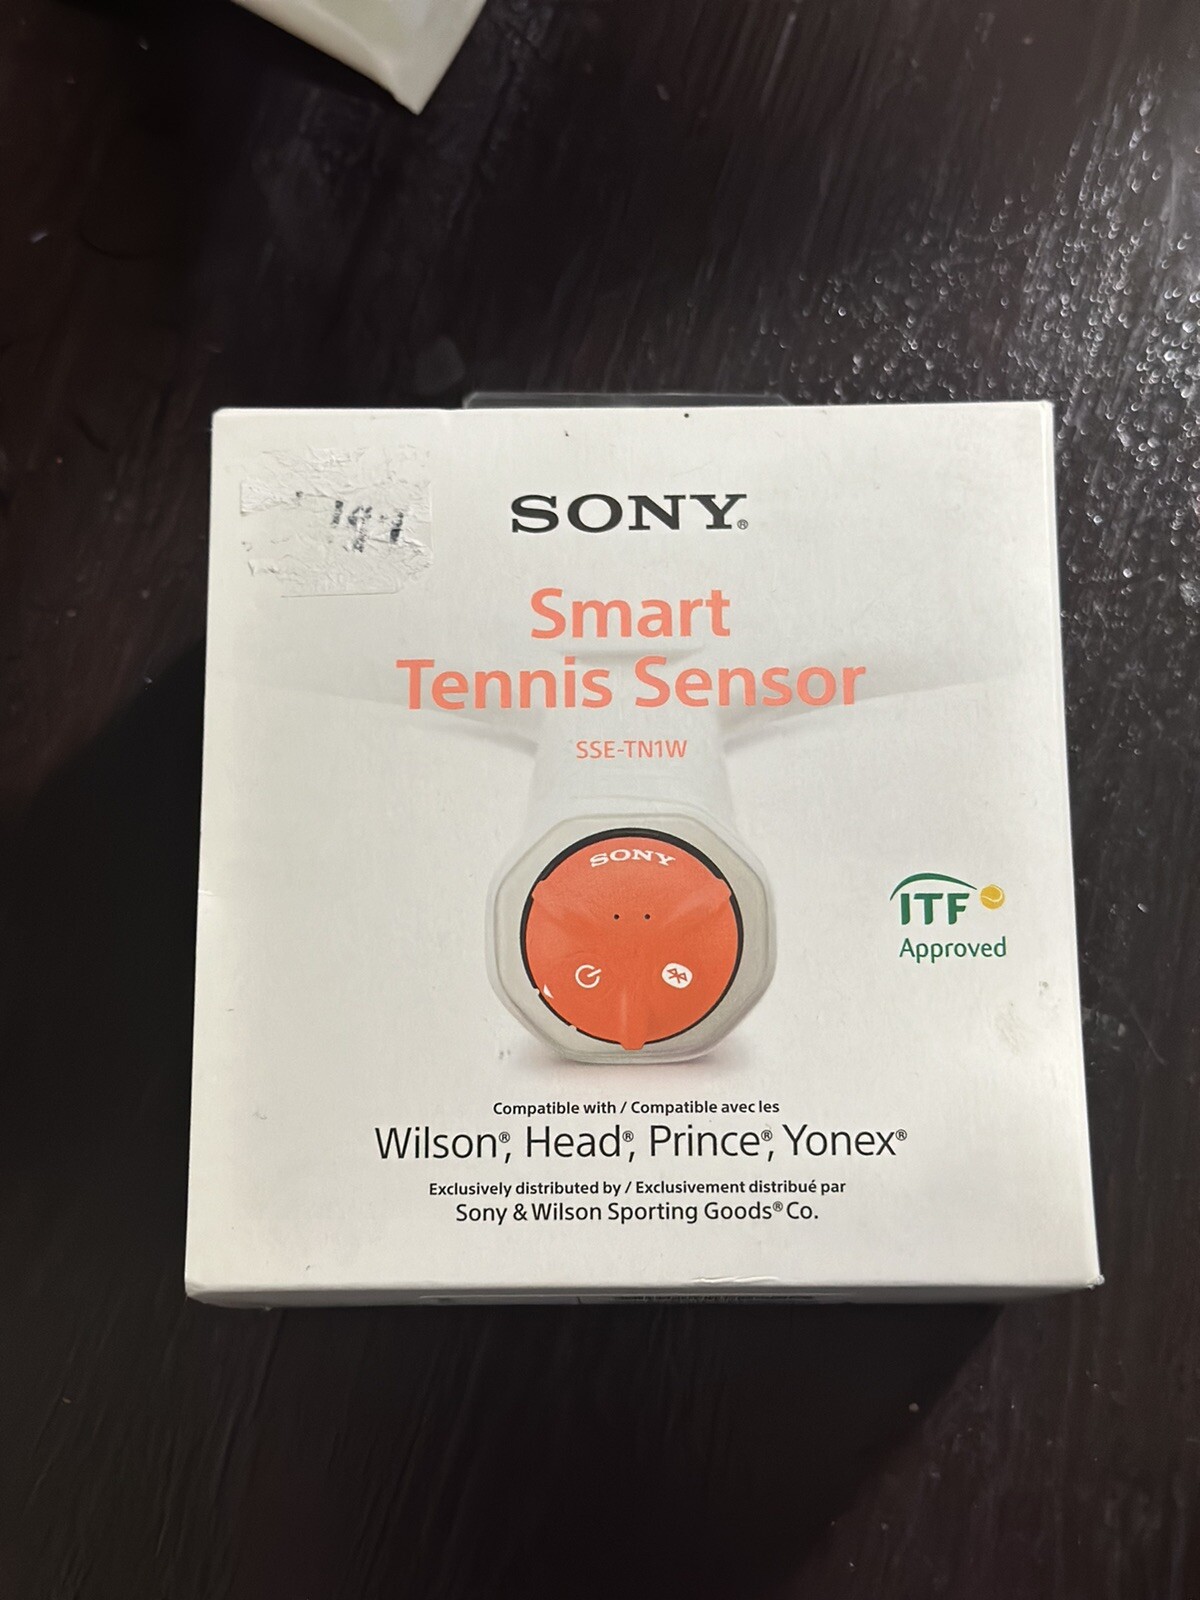 SONY®
Smart
Tennis Sensor
SSE-TN1W
SONY
ITF
Approved
Compatible with / Compatible avec les
Wilson®, Head®, Prince®, Yonex®
Exclusively distributed by / Exclusivement distribué par
Sony & Wilson Sporting Goods® Co.